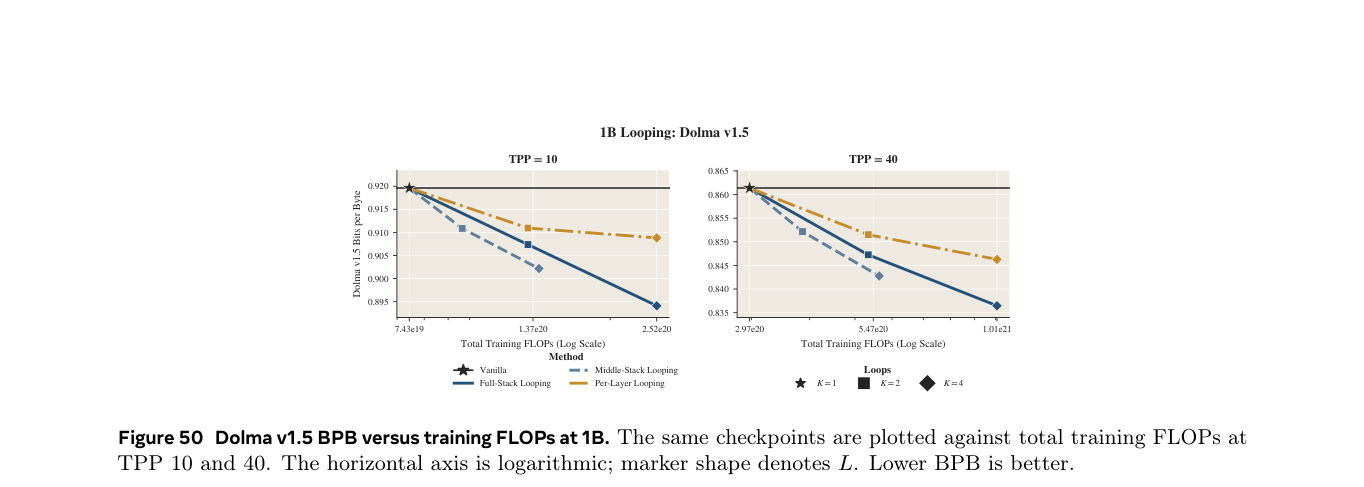 1B Looping: Dolma v1.5
TPP = 10
Dolma v1.5 Bits per Byte
0.920
0.915
0.910
0.905
0.900
0.895
7.43e19 1.37e20 2.52e20
Total Training FLOPs (Log Scale)
TPP = 40
0.865
0.860
0.855
0.850
0.845
0.840
0.835
2.97e20 5.47e20 1.01e21
Total Training FLOPs (Log Scale)
Method
Vanilla Middle-Stack Looping
Full-Stack Looping Per-Layer Looping
Loops
K = 1 K = 2 K = 4
Figure 50 Dolma v1.5 BPB versus training FLOPs at 1B. The same checkpoints are plotted against total training FLOPs at
TPP 10 and 40. The horizontal axis is logarithmic; marker shape denotes L. Lower BPB is better.